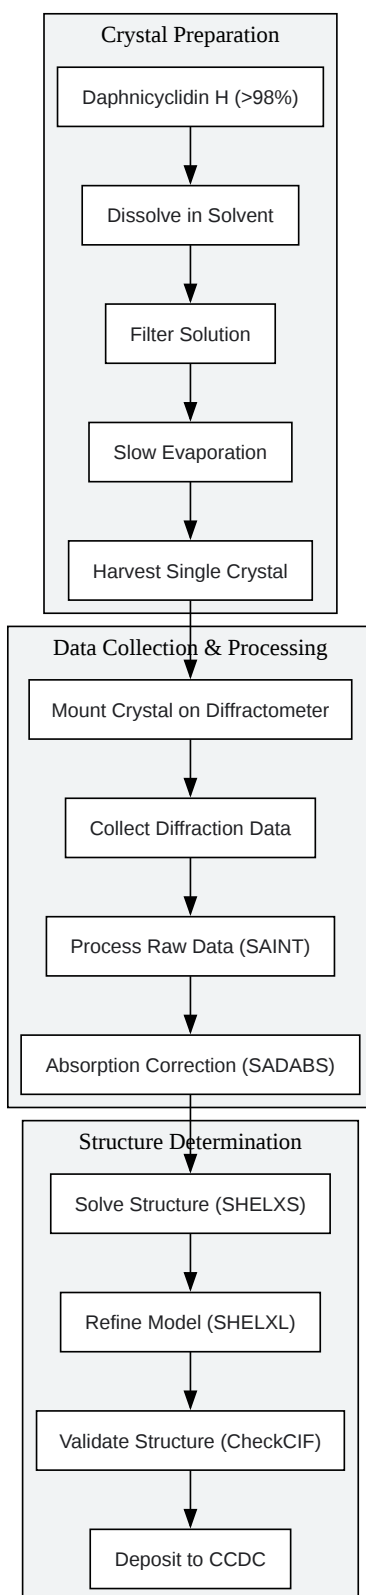 Crystal Preparation
Daphnicyclidin H (>98%)
Dissolve in Solvent
Filter Solution
Slow Evaporation
Harvest Single Crystal
Data Collection & Processing
Mount Crystal on Diffractometer
Collect Diffraction Data
Process Raw Data (SAINT)
Absorption Correction (SADABS)
Structure Determination
Solve Structure (SHELXS)
Refine Model (SHELXL)
Validate Structure (CheckCIF)
Deposit to CCDC